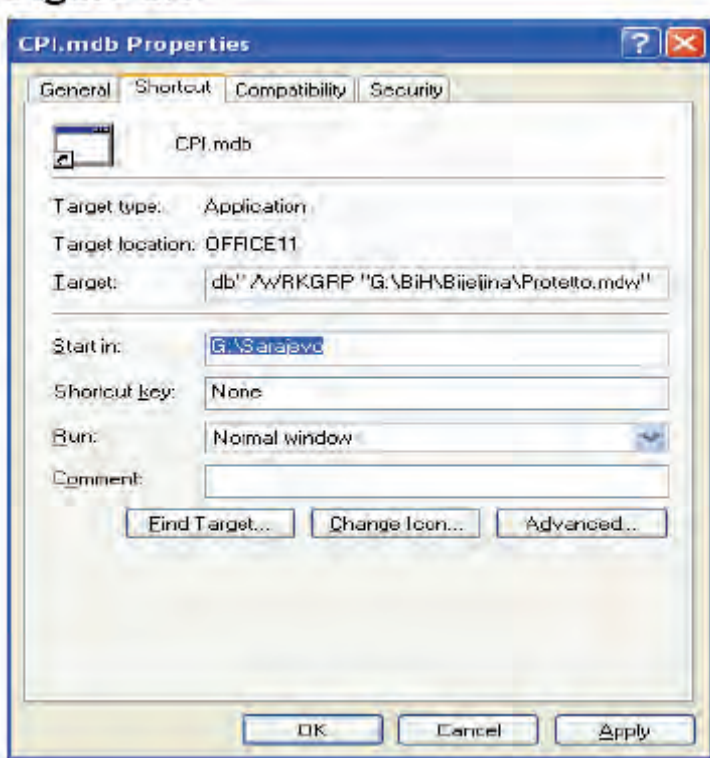 CPI.mdb Properties
General Shortcut Compatibility Security
CPI.mdb
Target type: Application
Target location: OFFICE11
Target: db" /WRKGRP "G:\BiH\Bijeljina\Protetto.mdw"
Start in: G:\Sarajevo
Shortcut key: None
Run: Normal window
Comment:
Find Target... Change Icon... Advanced...
OK Cancel Apply